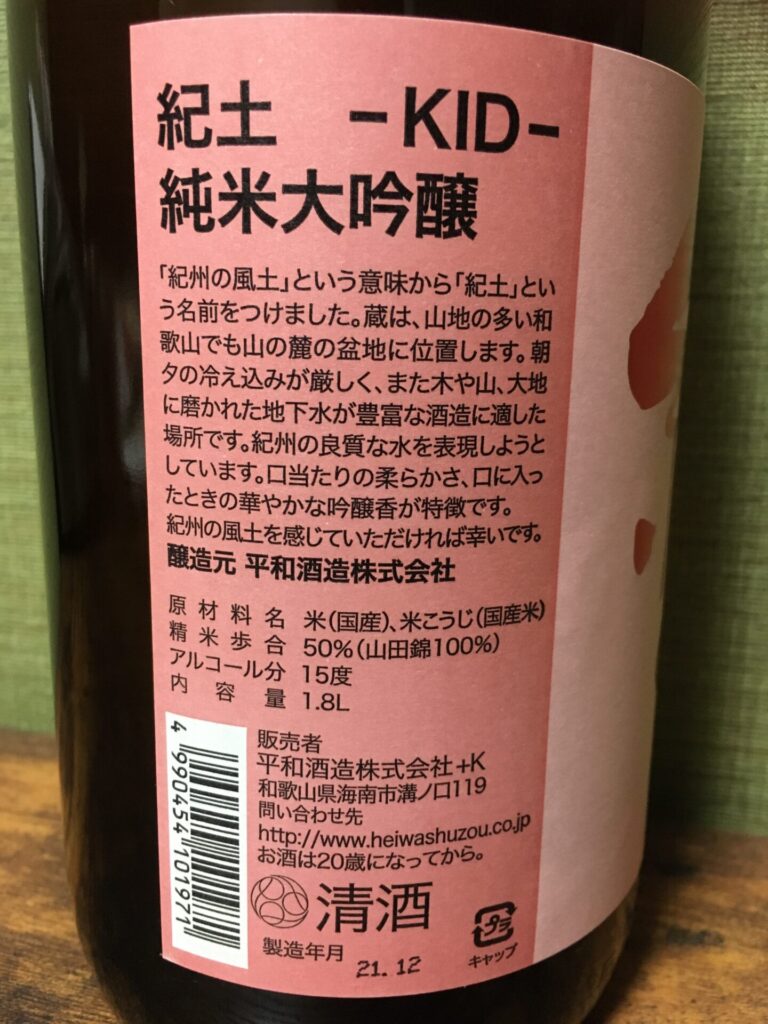 紀土 -KID-
純米大吟醸
「紀州の風土」という意味から「紀土」とい
う名前をつけました。蔵は、山地の多い和
歌山でも山の麓の盆地に位置します。朝
夕の冷え込みが厳しく、また木や山、大地
に磨かれた地下水が豊富な酒造に適した
場所です。紀州の良質な水を表現しようと
しています。口当たりの柔らかさ、口に入っ
たときの華やかな吟醸香が特徴です。
紀州の風土を感じていただければ幸いです。
醸造元 平和酒造株式会社
原材料名 米(国産)、米こうじ(国産米)
精米歩合 50%(山田錦100%)
アルコール分 15度
内容量 1.8L
4 990454 101971
販売者
平和酒造株式会社+K
和歌山県海南市溝ノ口119
問い合わせ先
http://www.heiwashuzou.co.jp
お酒は20歳になってから。
清酒
製造年月 21.12
プラ
キャップ